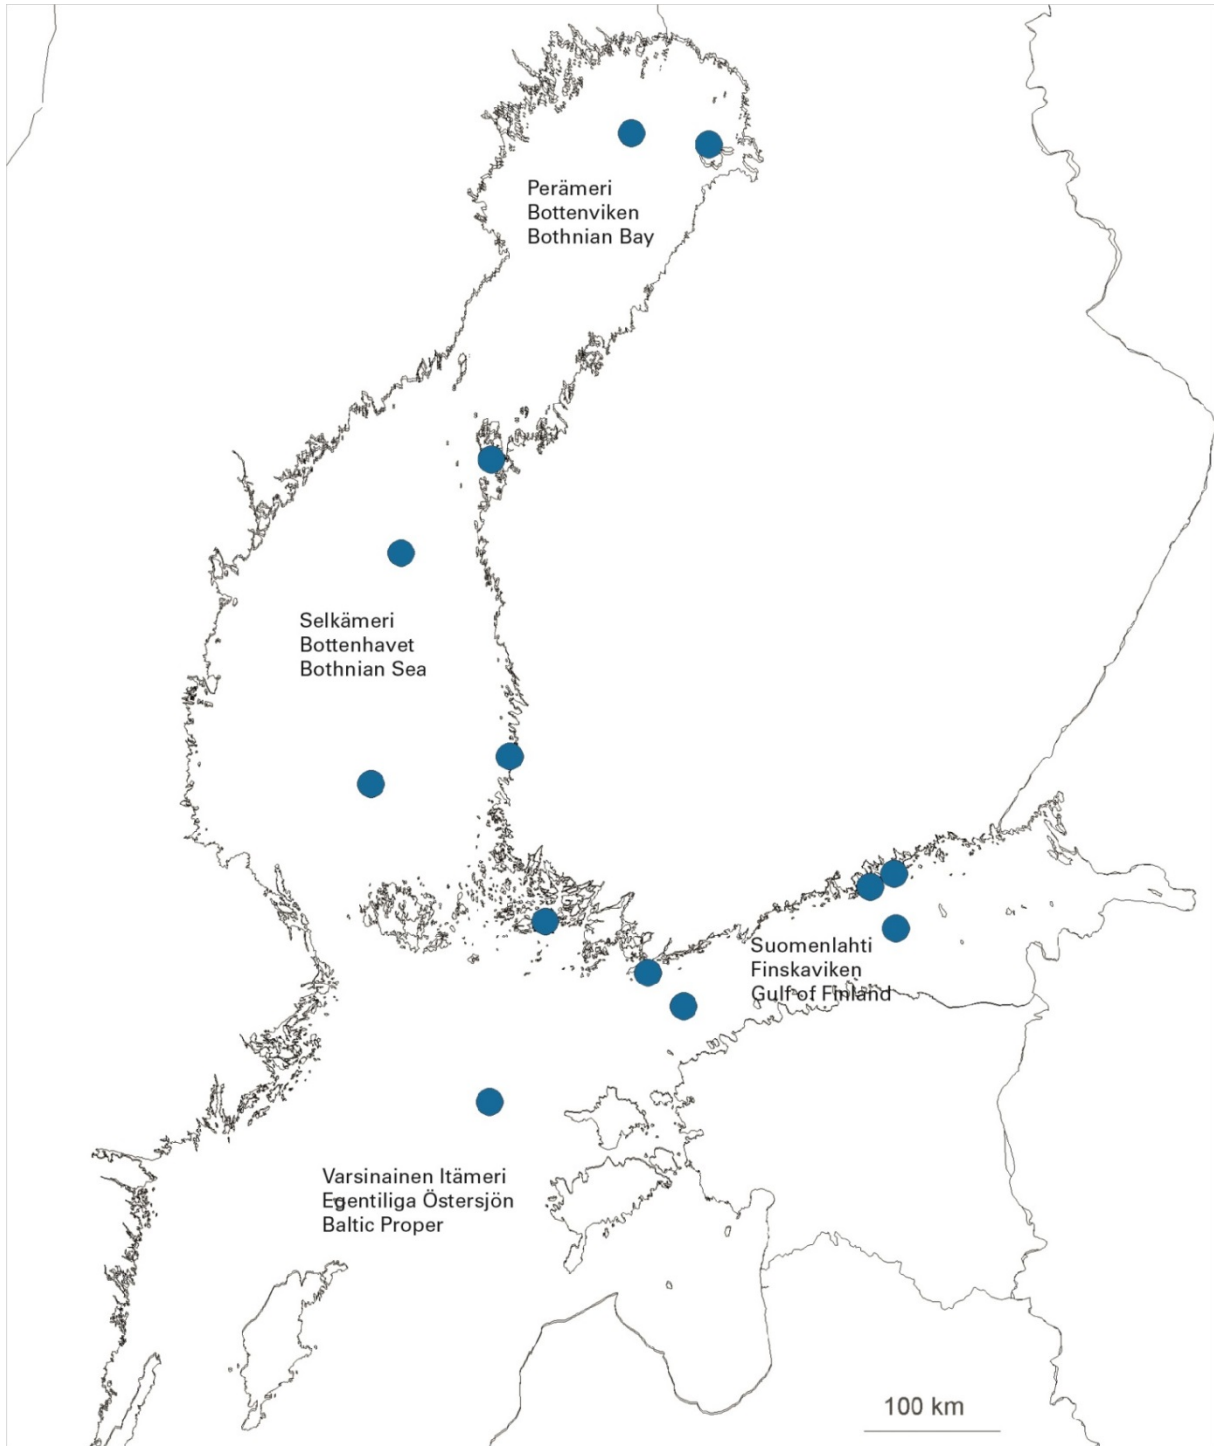 Perämeri
Bottenviken
Bothnian Bay
Selkämeri
Bottenhavet
Bothnian Sea
Suomenlahti
Finskaviken
Gulf of Finland
Varsinainen Itämeri
Egentiliga Östersjön
Baltic Proper
100 km